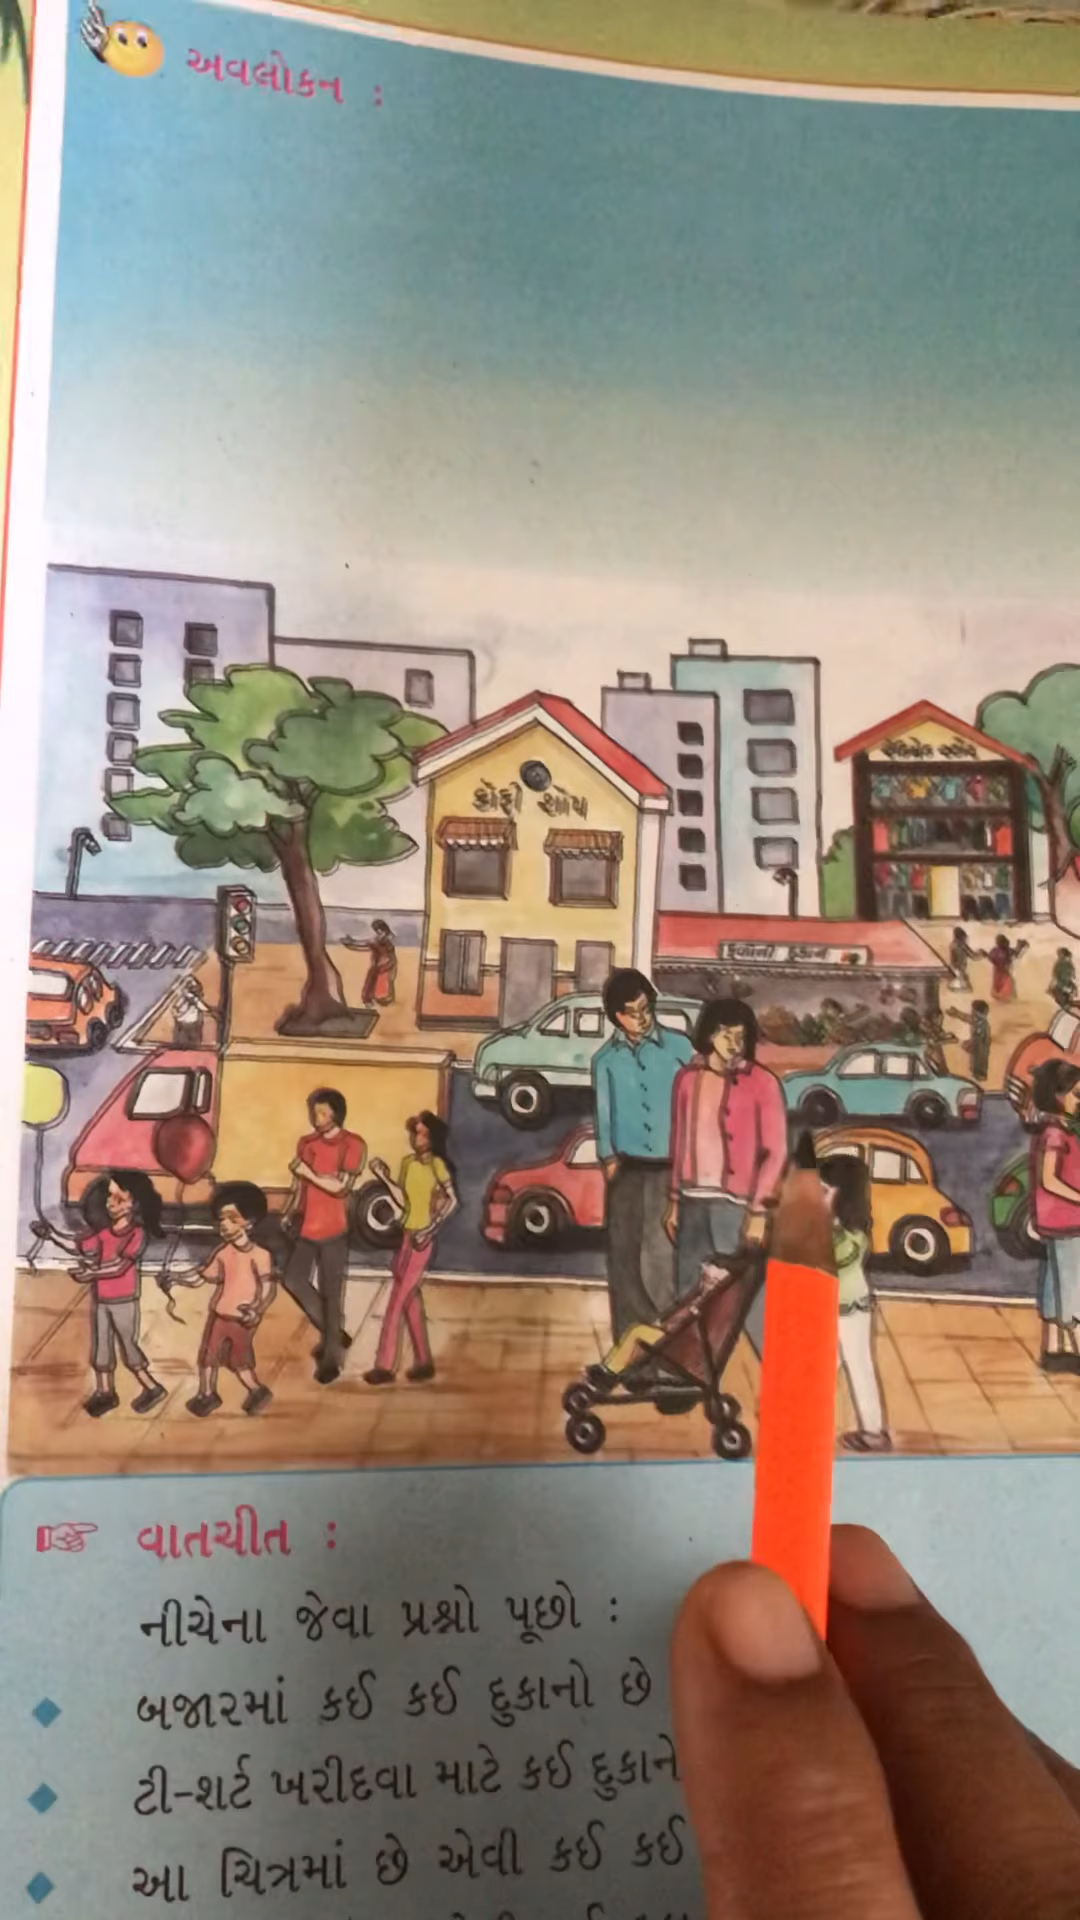 અવલોકન :
કોફી શોપ
ફૂલોની દુકાન
વાતચીત :
નીચેના જેવા પ્રશ્નો પૂછો :
બજારમાં કઈ કઈ દુકાનો છે
ટી-શર્ટ ખરીદવા માટે કઈ દુકાને
આ ચિત્રમાં છે એવી કઈ કઈ